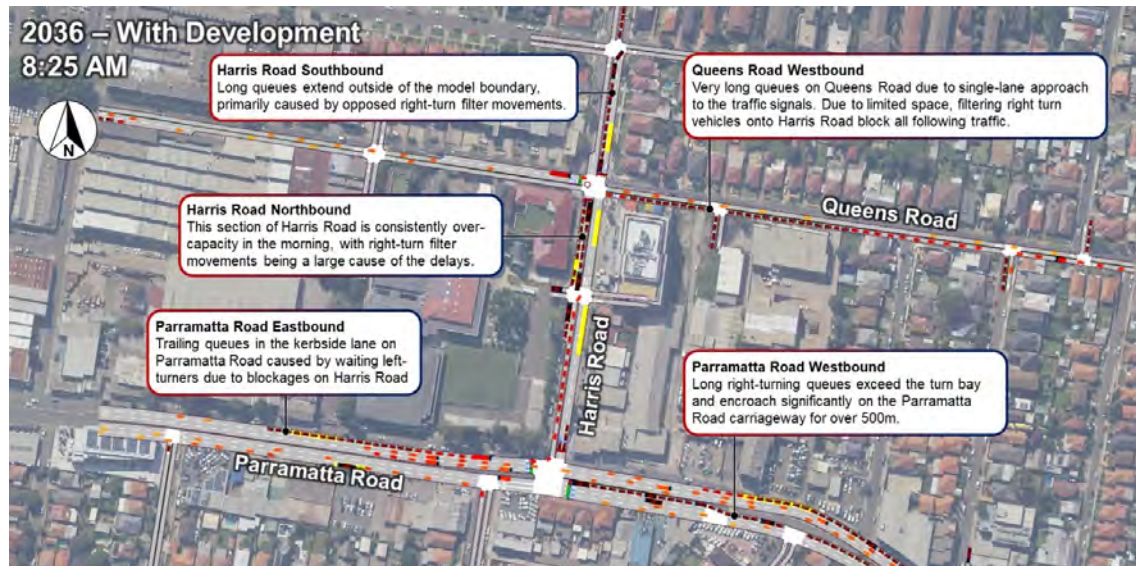 2036 – With Development
8:25 AM
Harris Road Southbound
Long queues extend outside of the model boundary,
primarily caused by opposed right-turn filter movements.
Queens Road Westbound
Very long queues on Queens Road due to single-lane approach
to the traffic signals. Due to limited space, filtering right turn
vehicles onto Harris Road block all following traffic.
N
Harris Road Northbound
This section of Harris Road is consistently over-
capacity in the morning, with right-turn filter
movements being a large cause of the delays.
Queens Road
Parramatta Road Eastbound
Trailing queues in the kerbside lane on
Parramatta Road caused by waiting left-
turners due to blockages on Harris Road
Harris Road
Parramatta Road Westbound
Long right-turning queues exceed the turn bay
and encroach significantly on the Parramatta
Road carriageway for over 500m.
Parramatta Road